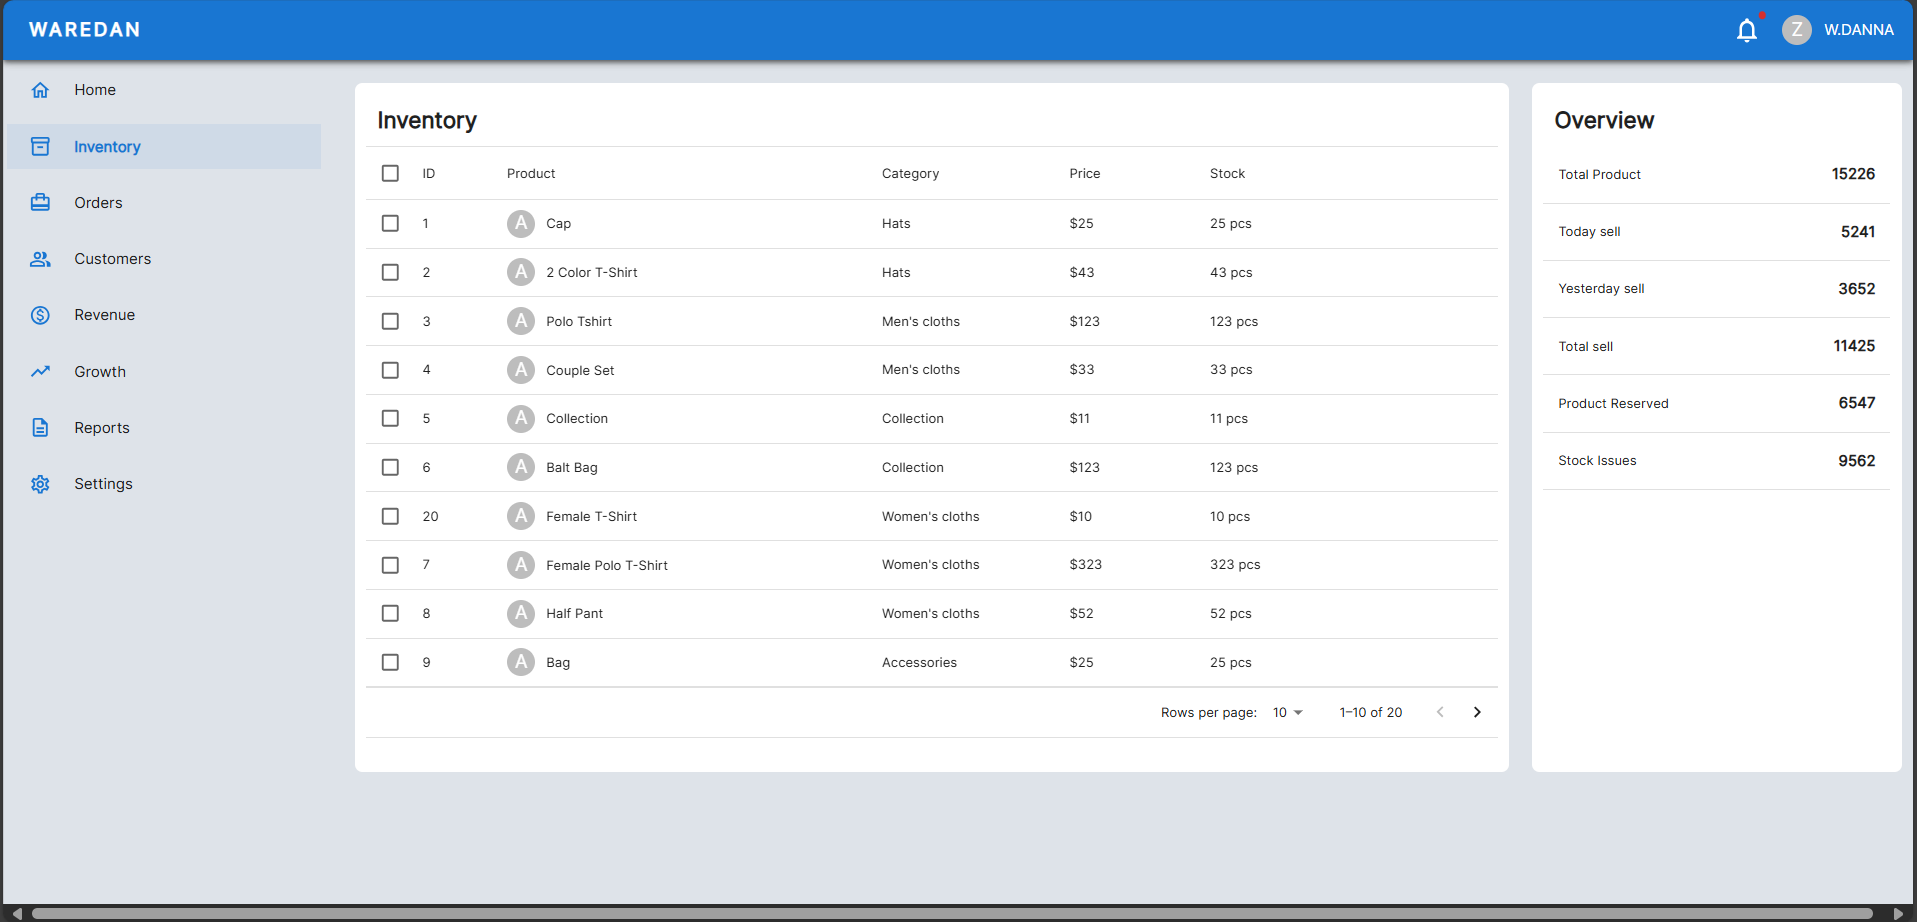 WAREDAN
Z W.DANNA
Home
Inventory
Orders
Customers
Revenue
Growth
Reports
Settings
Inventory
ID Product Category Price Stock
1 A Cap Hats $25 25 pcs
2 A 2 Color T-Shirt Hats $43 43 pcs
3 A Polo Tshirt Men's cloths $123 123 pcs
4 A Couple Set Men's cloths $33 33 pcs
5 A Collection Collection $11 11 pcs
6 A Balt Bag Collection $123 123 pcs
20 A Female T-Shirt Women's cloths $10 10 pcs
7 A Female Polo T-Shirt Women's cloths $323 323 pcs
8 A Half Pant Women's cloths $52 52 pcs
9 A Bag Accessories $25 25 pcs
Rows per page: 10 1–10 of 20
Overview
Total Product 15226
Today sell 5241
Yesterday sell 3652
Total sell 11425
Product Reserved 6547
Stock Issues 9562